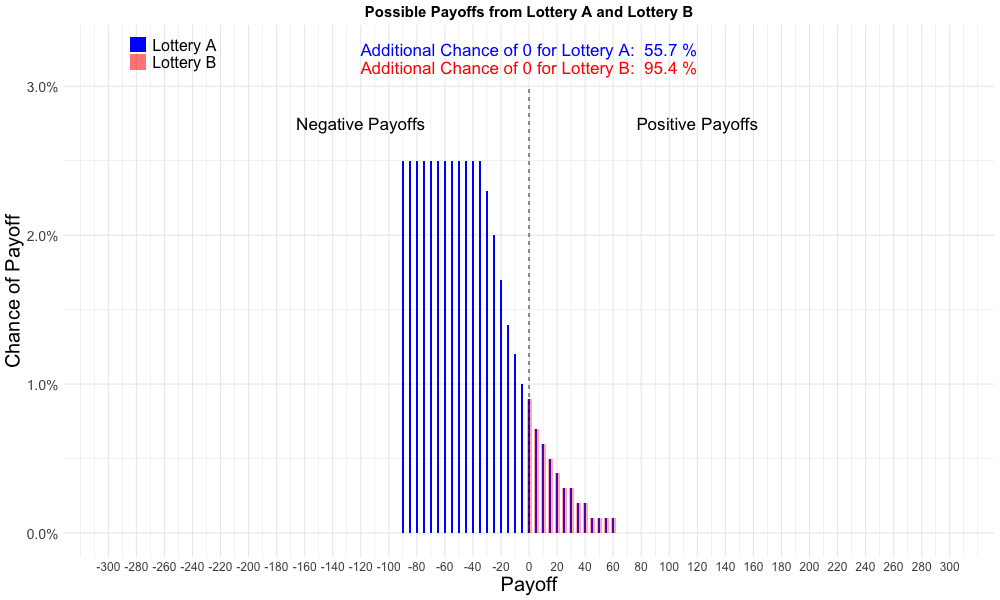 Possible Payoffs from Lottery A and Lottery B
Lottery A
Lottery B
Additional Chance of 0 for Lottery A: 55.7 %
Additional Chance of 0 for Lottery B: 95.4 %
Negative Payoffs
Positive Payoffs
Chance of Payoff
3.0%
2.0%
1.0%
0.0%
-300 -280 -260 -240 -220 -200 -180 -160 -140 -120 -100 -80 -60 -40 -20 0 20 40 60 80 100 120 140 160 180 200 220 240 260 280 300
Payoff